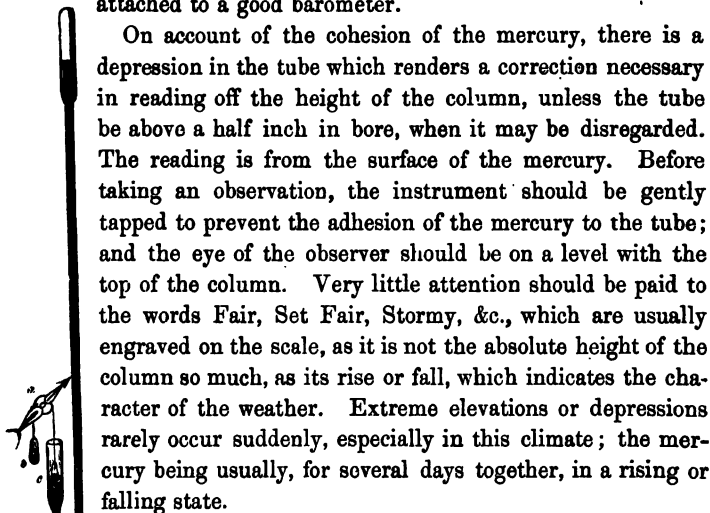 attached to a good barometer.
On account of the cohesion of the mercury, there is a
depression in the tube which renders a correction necessary
in reading off the height of the column, unless the tube
be above a half inch in bore, when it may be disregarded.
The reading is from the surface of the mercury. Before
taking an observation, the instrument should be gently
tapped to prevent the adhesion of the mercury to the tube;
and the eye of the observer should be on a level with the
top of the column. Very little attention should be paid to
the words Fair, Set Fair, Stormy, &c., which are usually
engraved on the scale, as it is not the absolute height of the
column so much, as its rise or fall, which indicates the cha-
racter of the weather. Extreme elevations or depressions
rarely occur suddenly, especially in this climate; the mer-
cury being usually, for several days together, in a rising or
falling state.